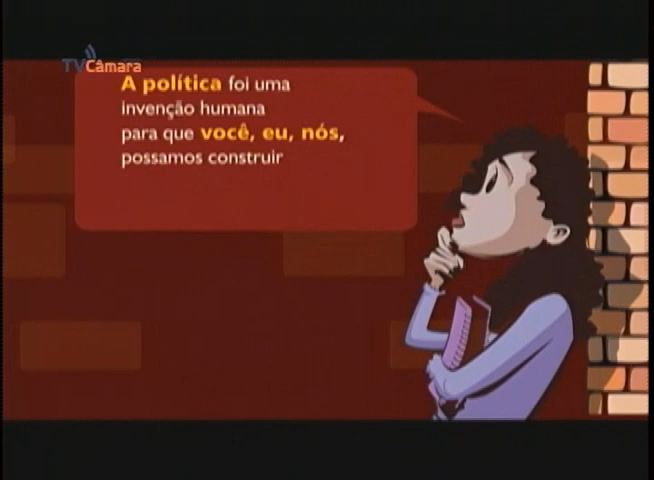 TVCâmara
A política foi uma
invenção humana
para que você, eu, nós,
possamos construir